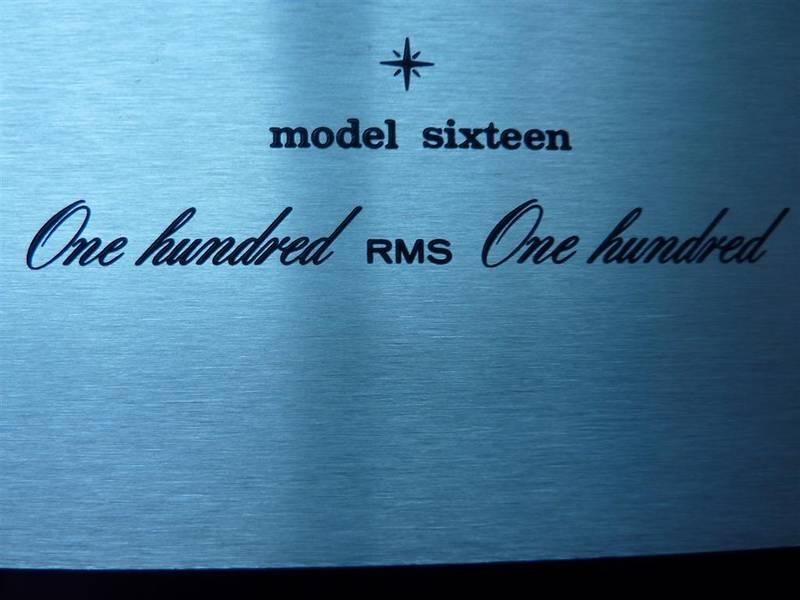 model sixteen
One hundred RMS One hundred